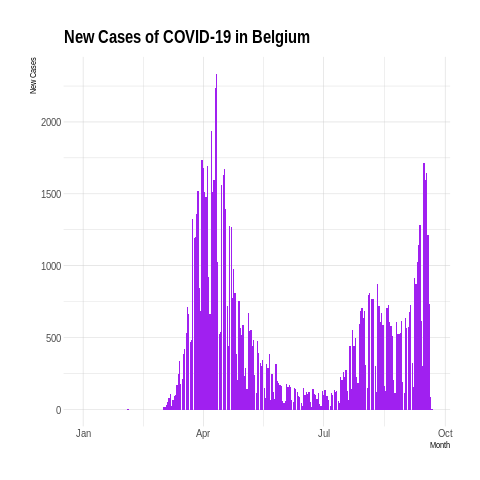 New Cases of COVID-19 in Belgium
New Cases
2000
1500
1000
500
0
Jan Apr Jul Oct
Month